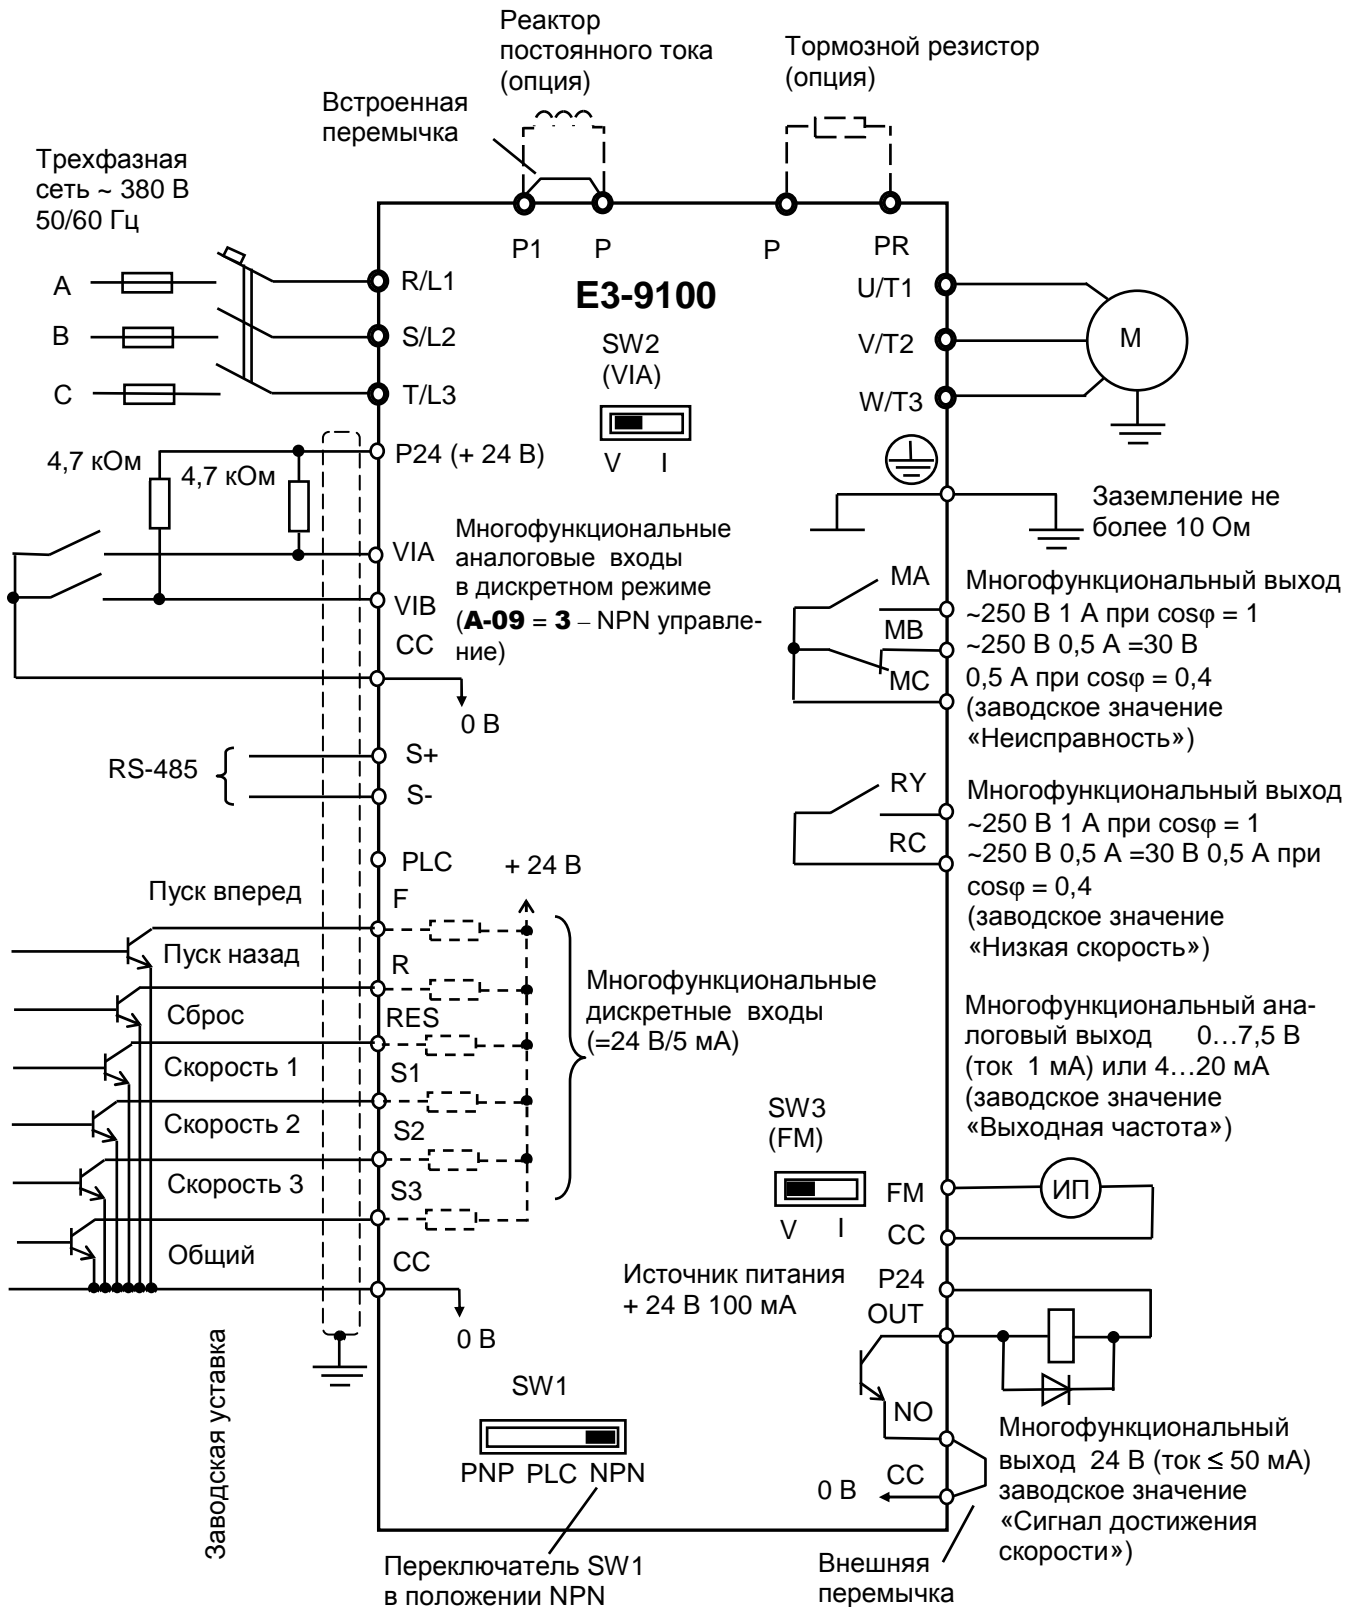 Реактор
постоянного тока
(опция)
Тормозной резистор
(опция)
Встроенная
перемычка
Трехфазная
сеть ~ 380 В
50/60 Гц
P1
P
P
PR
A
R/L1
E3-9100
U/T1
B
S/L2
SW2
(VIA)
V/T2
M
C
T/L3
W/T3
V I
4,7 кОм
4,7 кОм
P24 (+ 24 В)
Заземление не
более 10 Ом
VIA
VIB
CC
Многофункциональные
аналоговые входы
в дискретном режиме
(A-09 = 3 – NPN управле-
ние)
0 В
MA
MB
MC
Многофункциональный выход
~250 В 1 А при cosφ = 1
~250 В 0,5 А =30 В
0,5 А при cosφ = 0,4
(заводское значение
«Неисправность»)
RS-485
S+
S-
RY
RC
Многофункциональный выход
~250 В 1 А при cosφ = 1
~250 В 0,5 А =30 В 0,5 А при
cosφ = 0,4
(заводское значение
«Низкая скорость»)
PLC
+ 24 В
Пуск вперед
F
Пуск назад
R
Сброс
RES
Скорость 1
S1
Скорость 2
S2
Скорость 3
S3
Общий
CC
0 В
Многофункциональные
дискретные входы
(=24 В/5 мА)
Многофункциональный ана-
логовый выход 0…7,5 В
(ток 1 мА) или 4…20 мА
(заводское значение
«Выходная частота»)
SW3
(FM)
V I
FM
ИП
CC
Источник питания
+ 24 В 100 мА
P24
OUT
NO
CC
0 В
Многофункциональный
выход 24 В (ток ≤ 50 мА)
заводское значение
«Сигнал достижения
скорости»)
Заводская уставка
SW1
PNP PLC NPN
Переключатель SW1
в положении NPN
Внешняя
перемычка